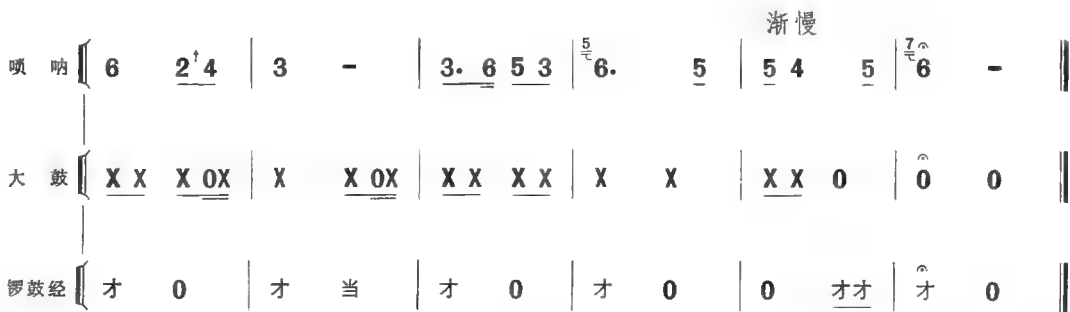 渐慢
唢呐 6 2↑4 | 3 - | 3. 6 5 3 | 5 6. 5 | 5 4 5 | 7 6 -
大鼓 X X X 0X | X X 0X | X X X X | X X | X X 0 | 0 0
锣鼓经 才 0 | 才 当 | 才 0 | 才 0 | 0 才才 | 才 0